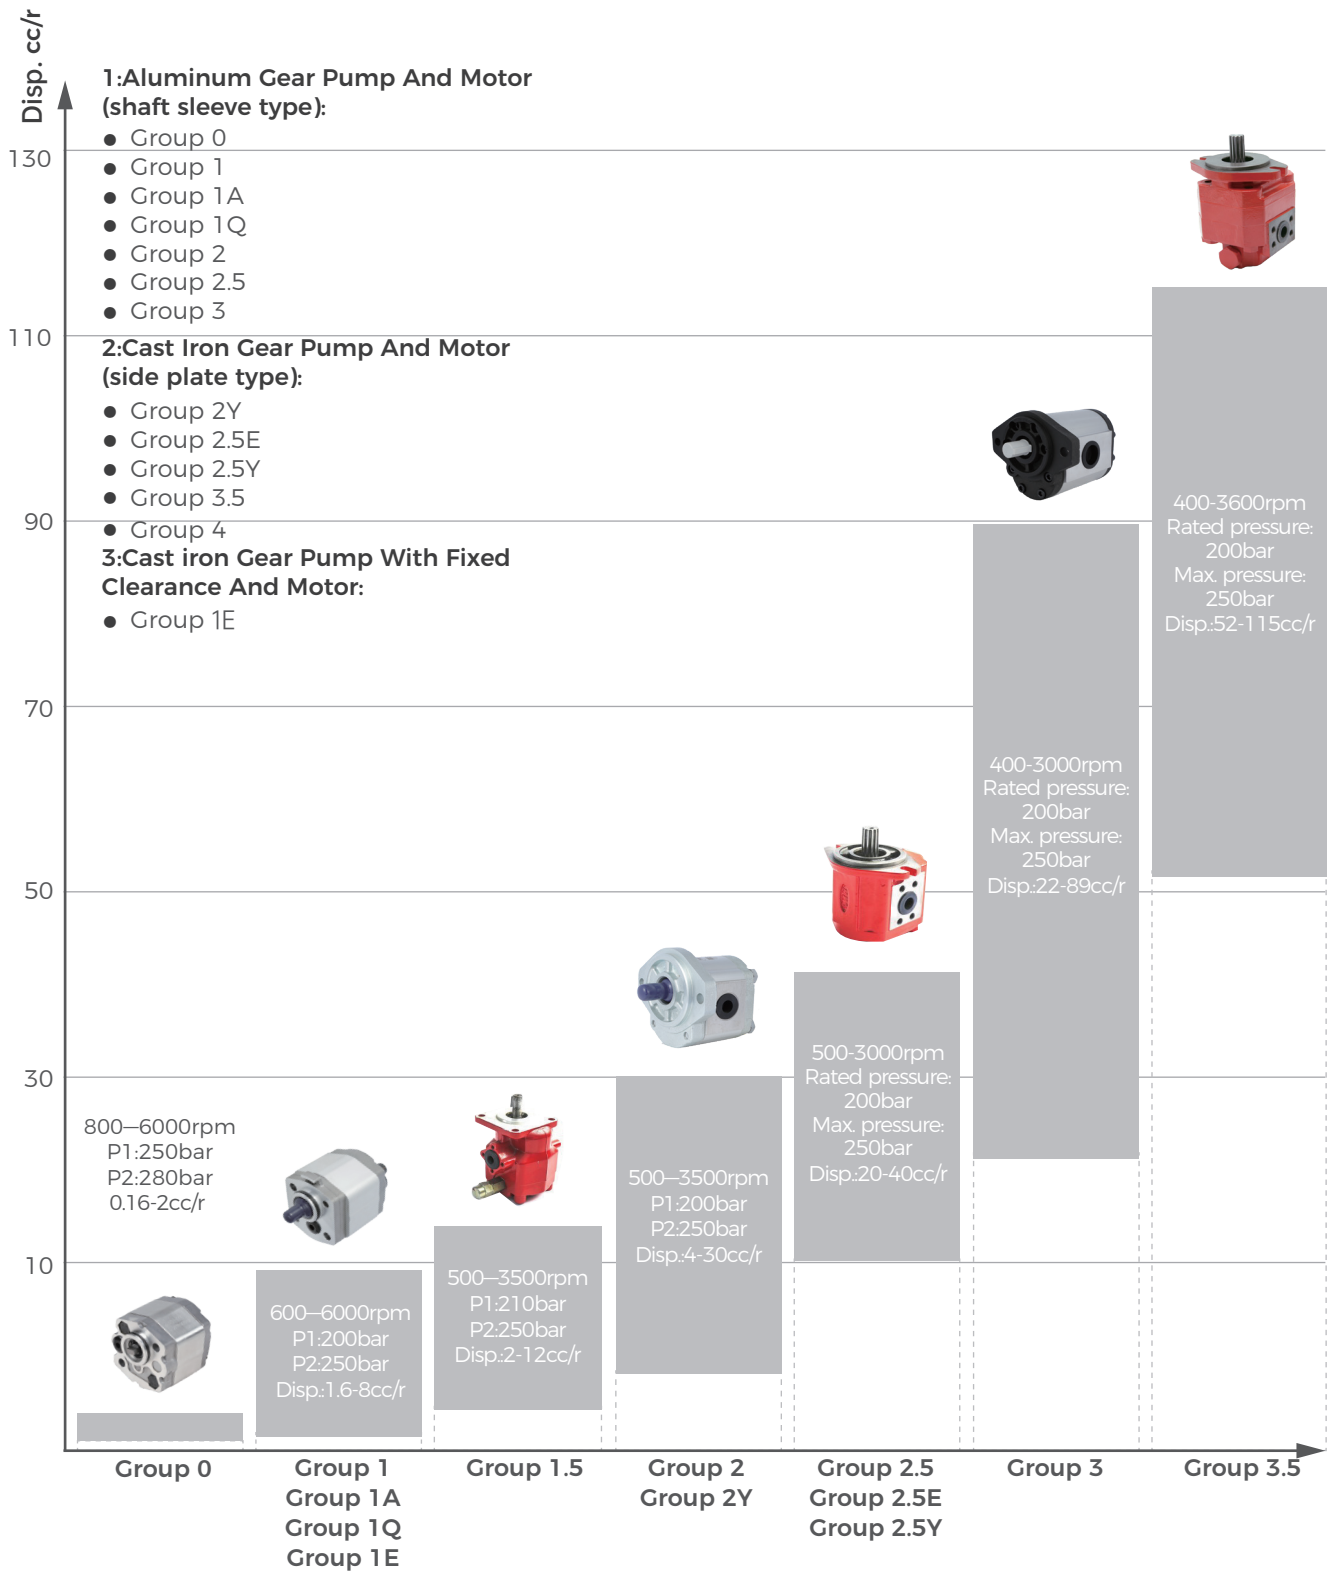 Disp. cc/r
1:Aluminum Gear Pump And Motor
(shaft sleeve type):
● Group 0
● Group 1
● Group 1A
● Group 1Q
● Group 2
● Group 2.5
● Group 3
2:Cast Iron Gear Pump And Motor
(side plate type):
● Group 2Y
● Group 2.5E
● Group 2.5Y
● Group 3.5
● Group 4
3:Cast iron Gear Pump With Fixed
Clearance And Motor:
● Group 1E
130
110
90
70
50
30
10
800—6000rpm
P1:250bar
P2:280bar
0.16-2cc/r
600—6000rpm
P1:200bar
P2:250bar
Disp.:1.6-8cc/r
500—3500rpm
P1:210bar
P2:250bar
Disp.:2-12cc/r
500—3500rpm
P1:200bar
P2:250bar
Disp.:4-30cc/r
500-3000rpm
Rated pressure:
200bar
Max. pressure:
250bar
Disp.:20-40cc/r
400-3000rpm
Rated pressure:
200bar
Max. pressure:
250bar
Disp.:22-89cc/r
400-3600rpm
Rated pressure:
200bar
Max. pressure:
250bar
Disp.:52-115cc/r
Group 0
Group 1
Group 1A
Group 1Q
Group 1E
Group 1.5
Group 2
Group 2Y
Group 2.5
Group 2.5E
Group 2.5Y
Group 3
Group 3.5